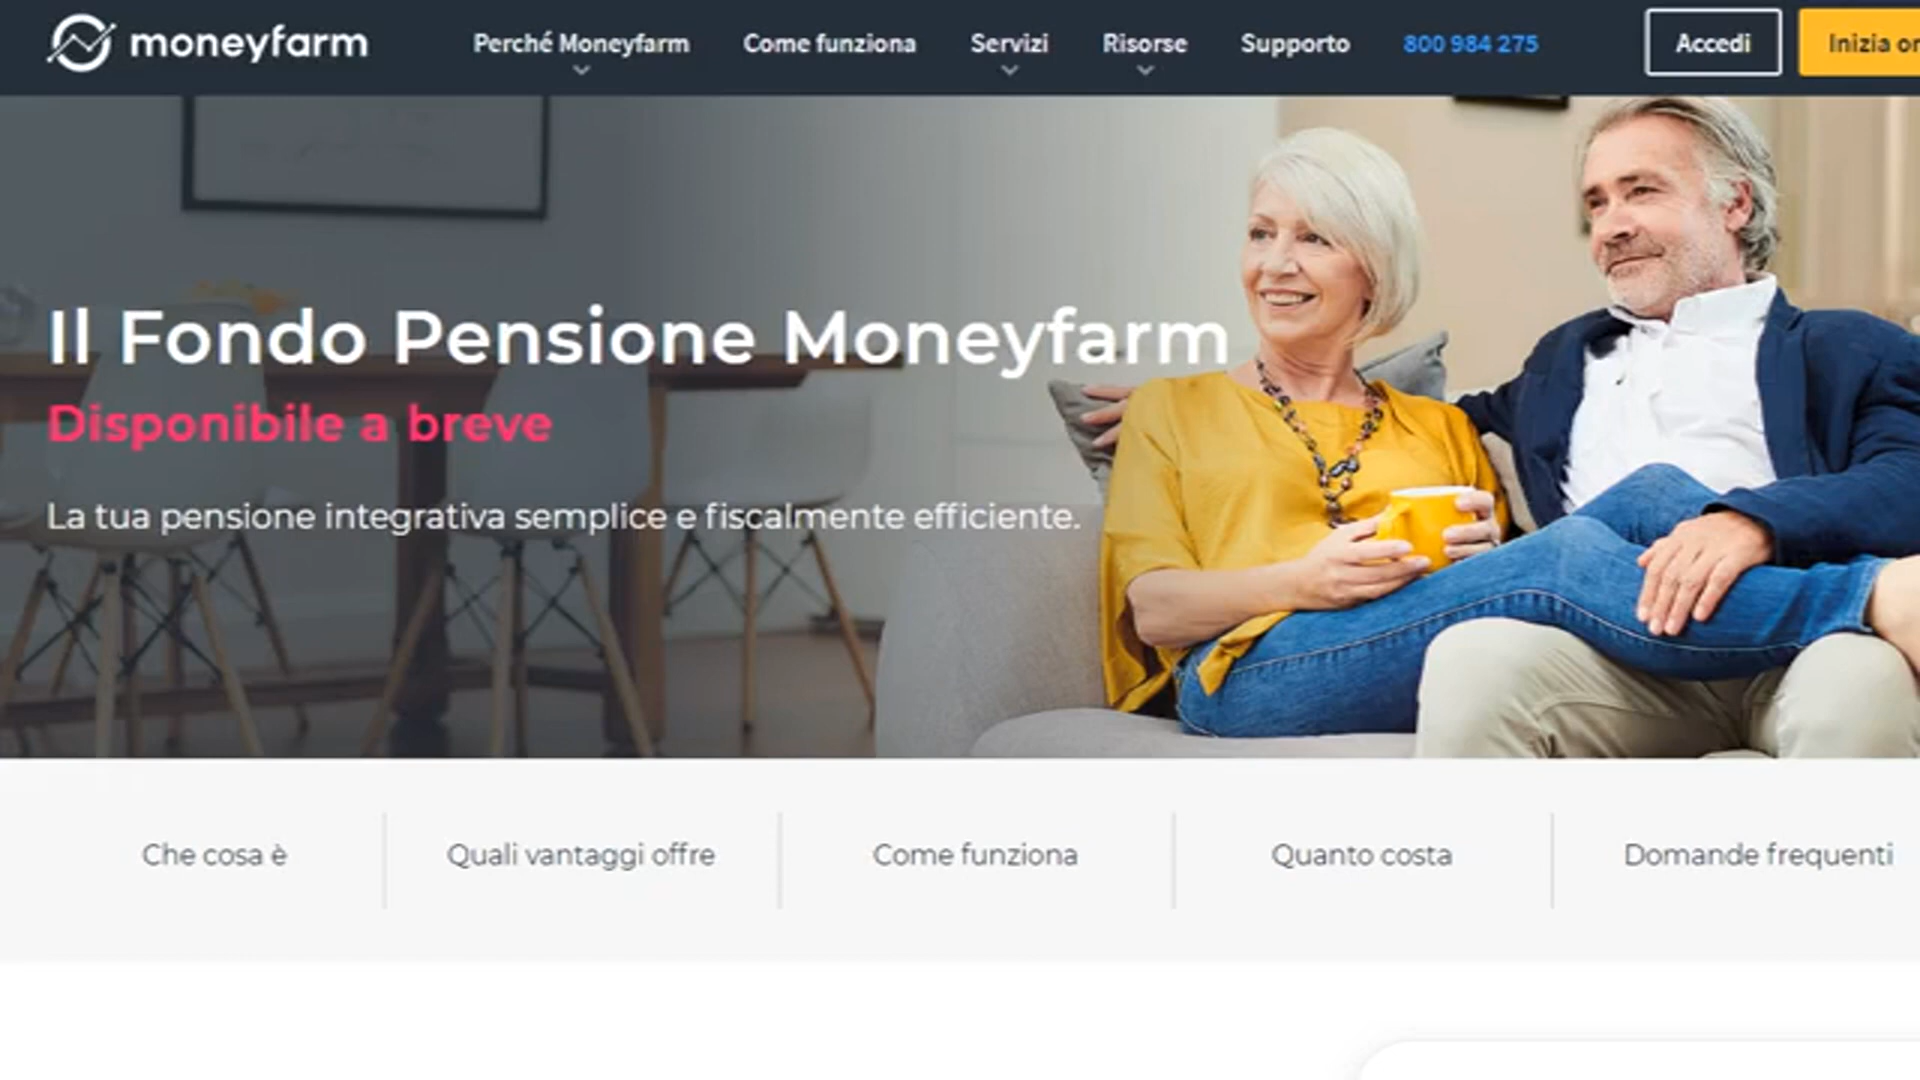 moneyfarm
Perché Moneyfarm
Come funziona
Servizi
Risorse
Supporto
800 984 275
Accedi
Inizia
Il Fondo Pensione Moneyfarm
Disponibile a breve
La tua pensione integrativa semplice e fiscalmente efficiente.
Che cosa è
Quali vantaggi offre
Come funziona
Quanto costa
Domande frequenti